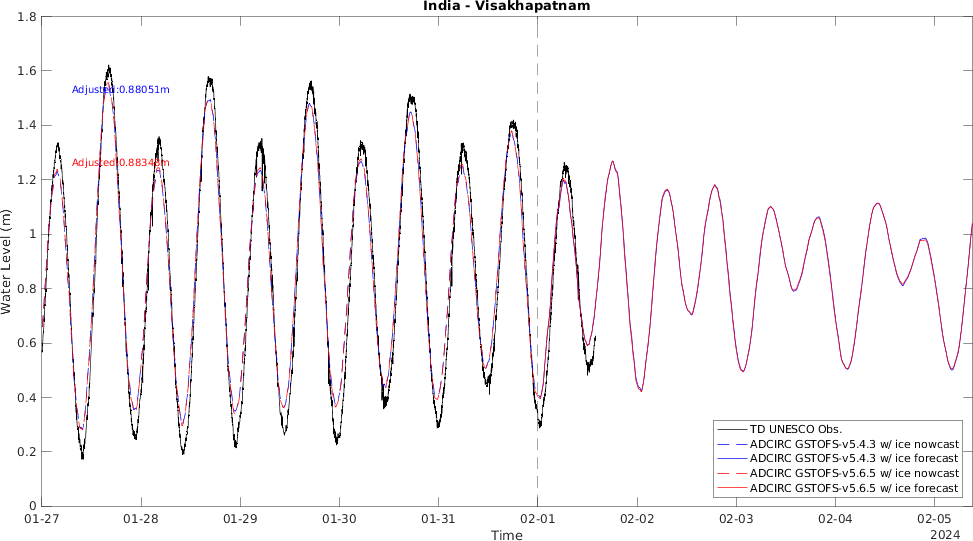 India - Visakhapatnam
1.8
1.6
1.4
1.2
1
0.8
0.6
0.4
0.2
0
Water Level (m)
Adjusted:0.88051m
TD UNESCO Obs.
ADCIRC GSTOFS-v5.4.3 w/ ice nowcast
ADCIRC GSTOFS-v5.4.3 w/ ice forecast
ADCIRC GSTOFS-v5.6.5 w/ ice nowcast
ADCIRC GSTOFS-v5.6.5 w/ ice forecast
01-27 01-28 01-29 01-30 01-31 02-01 02-02 02-03 02-04 02-05
Time
2024